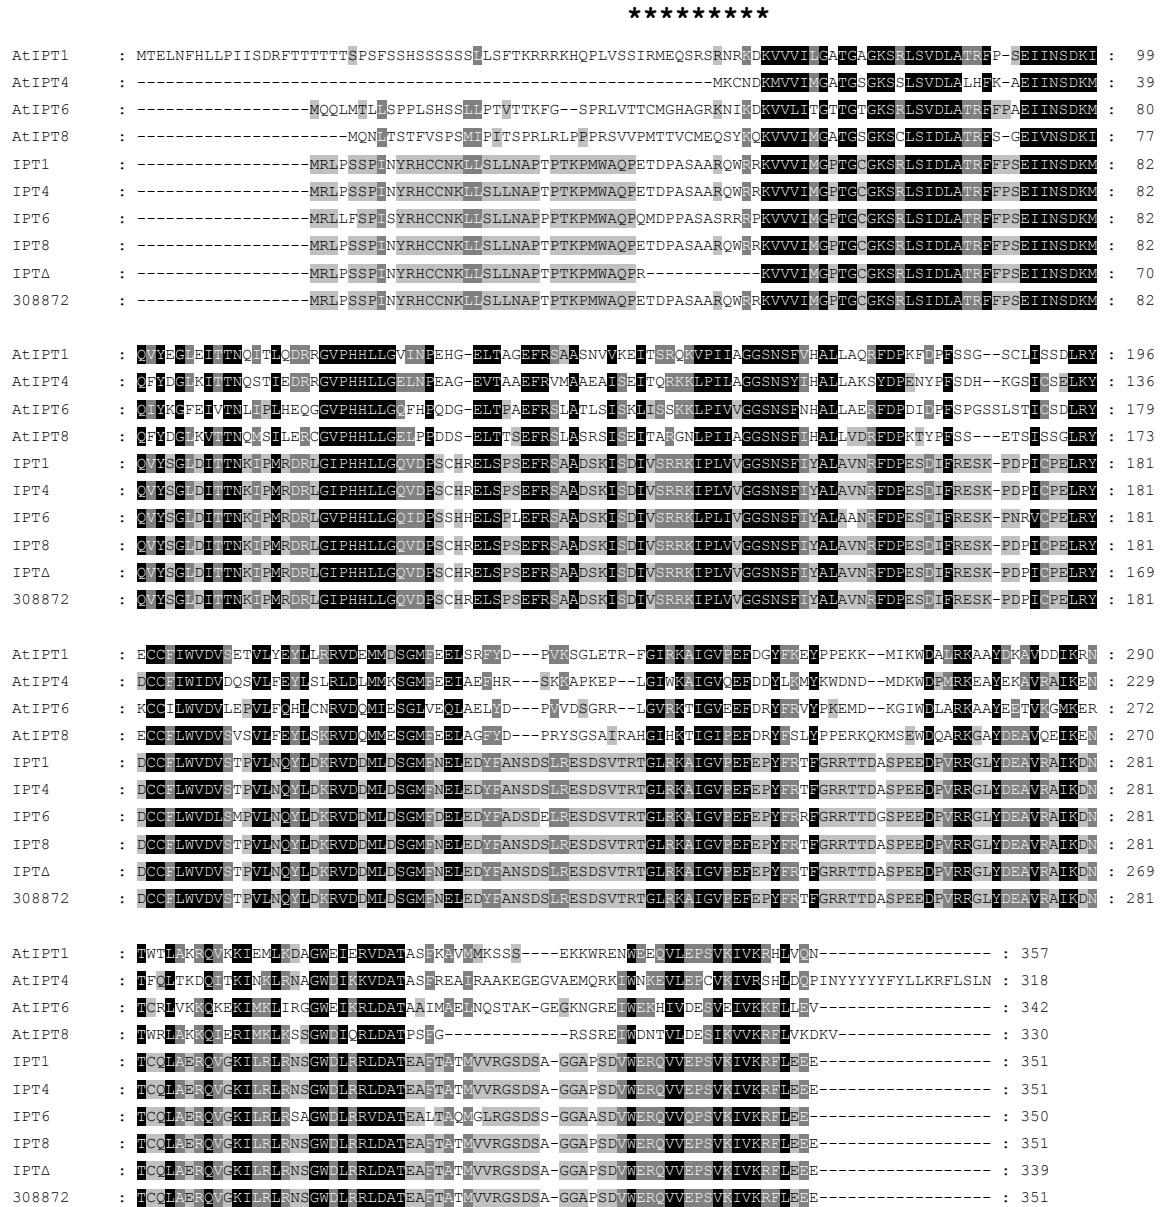 *********
AtIPT1 : MTELNFHLLPIISDRFTTTTTTSPSFSSHSSSSSSLLSFTKRRRKHQPLVSSIRMEQSRSRNRKDKVVVILGATGAGKSRLSVDLATRFP-SEIINSDKI : 99
AtIPT4 : ------------------------------------------------------------MKCNDKMVVIMGATGSGKSSLSVDLALHFK-AEIINSDKI : 39
AtIPT6 : ------------------MQQLMTLLSPPLSHSSLLPTVTTKFG--SPRLVTTCMGHAGRKNIKDKVVLITGTTGTGKSRLSVDLATRFFPAEIINSDKI : 80
AtIPT8 : ----------------------MQNLTSTFVSPSMIPITSPRLRLPPPRSVVPMTTVCMEQSYKQKVVVIMGATGSGKSCLSVDLATRFS-GEIVNSDKI : 77
IPT1 : ------------------MRLPSSPINYRHCCNKLLSLLNAPTPTKPMWAQPETDPASAARQWRRKVVVIMGPTGCGKSRLSIDLATRFFPSEIINSDKM : 82
IPT4 : ------------------MRLPSSPINYRHCCNKLLSLLNAPTPTKPMWAQPETDPASAARQWRRKVVVIMGPTGCGKSRLSIDLATRFFPSEIINSDKM : 82
IPT6 : ------------------MRLLFSPISYRHCCNKLLSLLNAPPPTKPMWAQPQMDPPASASRRRPKVVVIMGPTGCGKSRLSIDLATRFFPSEIINSDKM : 82
IPT8 : ------------------MRLPSSPINYRHCCNKLLSLLNAPTPTKPMWAQPETDPASAARQWRRKVVVIMGPTGCGKSRLSIDLATRFFPSEIINSDKM : 82
IPTΔ : ------------------MRLPSSPINYRHCCNKLLSLLNAPTPTKPMWAQPR------------KVVVIMGPTGCGKSRLSIDLATRFFPSEIINSDKM : 70
308872 : ------------------MRLPSSPINYRHCCNKLLSLLNAPTPTKPMWAQPETDPASAARQWRRKVVVIMGPTGCGKSRLSIDLATRFFPSEIINSDKM : 82
AtIPT1 : QVYEGLEITTNQITLQDRRGVPHHLLGVINPEHG-ELTAGEFRSAASNVVKEITSRQKVPIIAGGSNSFVHALLAQRFDPKFDPFSSG--SCLISSDLRY : 196
AtIPT4 : QFYDGLKITTNQSTIEDRRGVPHHLLGELNPEAG-EVTAAEFRVMAAEAISEITQRKKLPILAGGSNSYIHALLAKSYDPENYPFSDH--KGSICSELKY : 136
AtIPT6 : QIYKGFEIVTNLIPLHEQGGVPHHLLGQFHPQDG-ELTPAEFRSLATLSISKLISSKKLPIVVGGSNSFNHALLAERFDPDIDPFSPGSSLSTICSDLRY : 179
AtIPT8 : QFYDGLKVTTNQMSILERCGVPHHLLGELPPDDS-ELTTSEFRSLASRSISEITARGNLPIIAGGSNSFIHALLVDRFDPKTYPFSS---ETSISSGLRY : 173
IPT1 : QVYSGLDITTNKIPMRDRLGIPHHLLGQVDPSCHRELSPSEFRSAADSKISDIVSRRKIPLVVGGSNSFIYALAVNRFDPESDIFRESK-PDPICPELRY : 181
IPT4 : QVYSGLDITTNKIPMRDRLGIPHHLLGQVDPSCHRELSPSEFRSAADSKISDIVSRRKIPLVVGGSNSFIYALAVNRFDPESDIFRESK-PDPICPELRY : 181
IPT6 : QVYSGLDITTNKIPMRDRLGVPHHLLGQIDPSSHHELSPLEFRSAADSKISDIVSRRKLPLIVGGSNSFIYALAANRFDPESDIFRESK-PNRVCPELRY : 181
IPT8 : QVYSGLDITTNKIPMRDRLGIPHHLLGQVDPSCHRELSPSEFRSAADSKISDIVSRRKIPLVVGGSNSFIYALAVNRFDPESDIFRESK-PDPICPELRY : 181
IPTΔ : QVYSGLDITTNKIPMRDRLGIPHHLLGQVDPSCHRELSPSEFRSAADSKISDIVSRRKIPLVVGGSNSFIYALAVNRFDPESDIFRESK-PDPICPELRY : 169
308872 : QVYSGLDITTNKIPMRDRLGIPHHLLGQVDPSCHRELSPSEFRSAADSKISDIVSRRKIPLVVGGSNSFIYALAVNRFDPESDIFRESK-PDPICPELRY : 181
AtIPT1 : ECCFIWVDVSETVLYEYLLRRVDEMMDSGMFEELSRFYD---PVKSGLETR-FGIRKAIGVPEFDGYFKEYPPEKK--MIKWDALRKAAYDKAVDDIKRN : 290
AtIPT4 : DCCFIWIDVDQSVLFEYLSLRLDLMMKSGMFEEIAEFHR---SKKAPKEP--LGIWKAIGVQEFDDYLKMYKWDND--MDKWDPMRKEAYEKAVRAIKEN : 229
AtIPT6 : KCCILWVDVLEPVLFQHLCNRVDQMIESGLVEQLAELYD---PVVDSGRR--LGVRKTIGVEEFDRYFRVYPKEMD--KGIWDLARKAAYEETVKGMKER : 272
AtIPT8 : ECCFLWVDVSVSVLFEYLSKRVDQMMESGMFEELAGFYD---PRYSGSAIRAHGIHKTIGIPEFDRYFSLYPPERKQKMSEWDQARKGAYDEAVQEIKEN : 270
IPT1 : DCCFLWVDVSTPVLNQYLDKRVDDMLDSGMFNELEDYFANSDSLRESDSVTRTGLRKAIGVPEFEPYFRTFGRRTTDASPEEDPVRRGLYDEAVRAIKDN : 281
IPT4 : DCCFLWVDVSTPVLNQYLDKRVDDMLDSGMFNELEDYFANSDSLRESDSVTRTGLRKAIGVPEFEPYFRTFGRRTTDASPEEDPVRRGLYDEAVRAIKDN : 281
IPT6 : DCCFLWVDLSMPVLNQYLDKRVDDMLDSGMFDELEDYFADSDELRESDSVTRTGLRKAIGVPEFEPYFRRFGRRTTDGSPEEDPVRRGLYDEAVRAIKDN : 281
IPT8 : DCCFLWVDVSTPVLNQYLDKRVDDMLDSGMFNELEDYFANSDSLRESDSVTRTGLRKAIGVPEFEPYFRTFGRRTTDASPEEDPVRRGLYDEAVRAIKDN : 281
IPTΔ : DCCFLWVDVSTPVLNQYLDKRVDDMLDSGMFNELEDYFANSDSLRESDSVTRTGLRKAIGVPEFEPYFRTFGRRTTDASPEEDPVRRGLYDEAVRAIKDN : 269
308872 : DCCFLWVDVSTPVLNQYLDKRVDDMLDSGMFNELEDYFANSDSLRESDSVTRTGLRKAIGVPEFEPYFRTFGRRTTDASPEEDPVRRGLYDEAVRAIKDN : 281
AtIPT1 : TWTLAKRQVKKIEMLKDAGWEIERVDATASFKAVMMKSSS----EKKWRENWEEQVLEPSVKIVKRHLVQN------------------ : 357
AtIPT4 : TFQLTKDQITKINKLRNAGWDIKKVDATASFREAIRAAKEGEGVAEMQRKIWNKEVLEPCVKIVRSHLDQPINYYYYYFYLLKRFLSLN : 318
AtIPT6 : TCRLVKKQKEKIMKLIRGGWEIKRLDATAAIMAELNQSTAK-GEGKNGREIWEKHIVDESVEIVKKFLLEV------------------ : 342
AtIPT8 : TWRLAKKQIERIMKLKSSGWDIQRLDATPSFG-----------RSSREIWDNTVLDESIKVVKRFLVKDKV---------------- : 330
IPT1 : TCQLAERQVGKILRLRNSGWDLRRLDATEAFTATMVVRGSDSA-GGAPSDVWERQVVEPSVKIVKRFLEEE------------------ : 351
IPT4 : TCQLAERQVGKILRLRNSGWDLRRLDATEAFTATMVVRGSDSA-GGAPSDVWERQVVEPSVKIVKRFLEEE------------------ : 351
IPT6 : TCQLAERQVGKILRLRSAGWDLRRVDATEALTAQMGLRGSDSS-GGAASDVWERQVVQPSVKIVKRFLEE------------------- : 350
IPT8 : TCQLAERQVGKILRLRNSGWDLRRLDATEAFTATMVVRGSDSA-GGAPSDVWERQVVEPSVKIVKRFLEEE------------------ : 351
IPTΔ : TCQLAERQVGKILRLRNSGWDLRRLDATEAFTATMVVRGSDSA-GGAPSDVWERQVVEPSVKIVKRFLEEE------------------ : 339
308872 : TCQLAERQVGKILRLRNSGWDLRRLDATEAFTATMVVRGSDSA-GGAPSDVWERQVVEPSVKIVKRFLEEE------------------ : 351